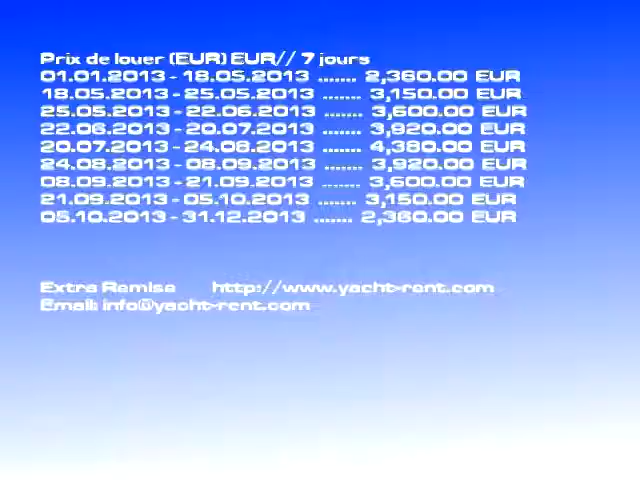 Prix de louer (EUR) EUR// 7 jours
01.01.2013 - 18.05.2013 ....... 2,360.00 EUR
18.05.2013 - 25.05.2013 ....... 3,150.00 EUR
25.05.2013 - 22.06.2013 ....... 3,600.00 EUR
22.06.2013 - 20.07.2013 ....... 3,920.00 EUR
20.07.2013 - 24.08.2013 ....... 4,380.00 EUR
24.08.2013 - 08.09.2013 ....... 3,920.00 EUR
08.09.2013 - 21.09.2013 ....... 3,600.00 EUR
21.09.2013 - 05.10.2013 ....... 3,150.00 EUR
05.10.2013 - 31.12.2013 ....... 2,360.00 EUR
Extra Remise http://www.yacht-rent.com
Email: info@yacht-rent.com